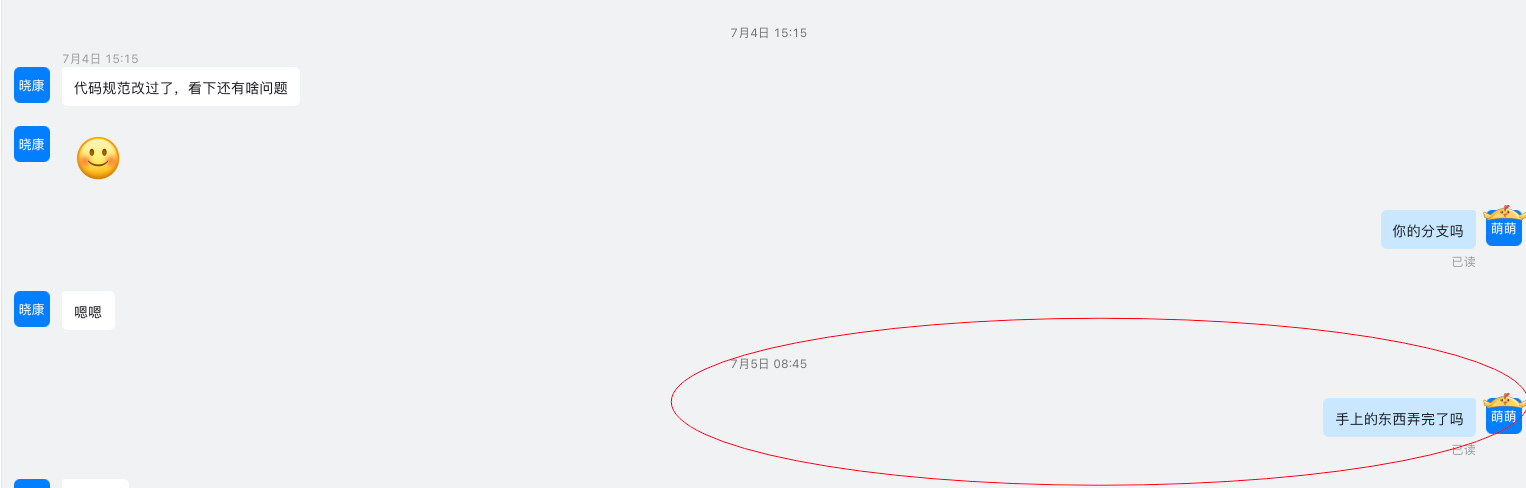 7月4日 15:15
7月4日 15:15
晓康
代码规范改过了，看下还有啥问题
晓康
你的分支吗
萌萌
已读
晓康
嗯嗯
7月5日 08:45
手上的东西弄完了吗
萌萌
已读